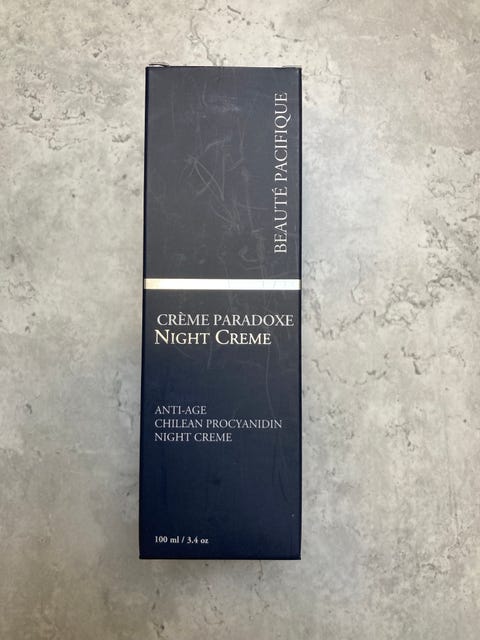 BEAUTÉ PACIFIQUE
CRÈME PARADOXE
NIGHT CREME
ANTI-AGE
CHILEAN PROCYANIDIN
NIGHT CREME
100 ml / 3.4 oz